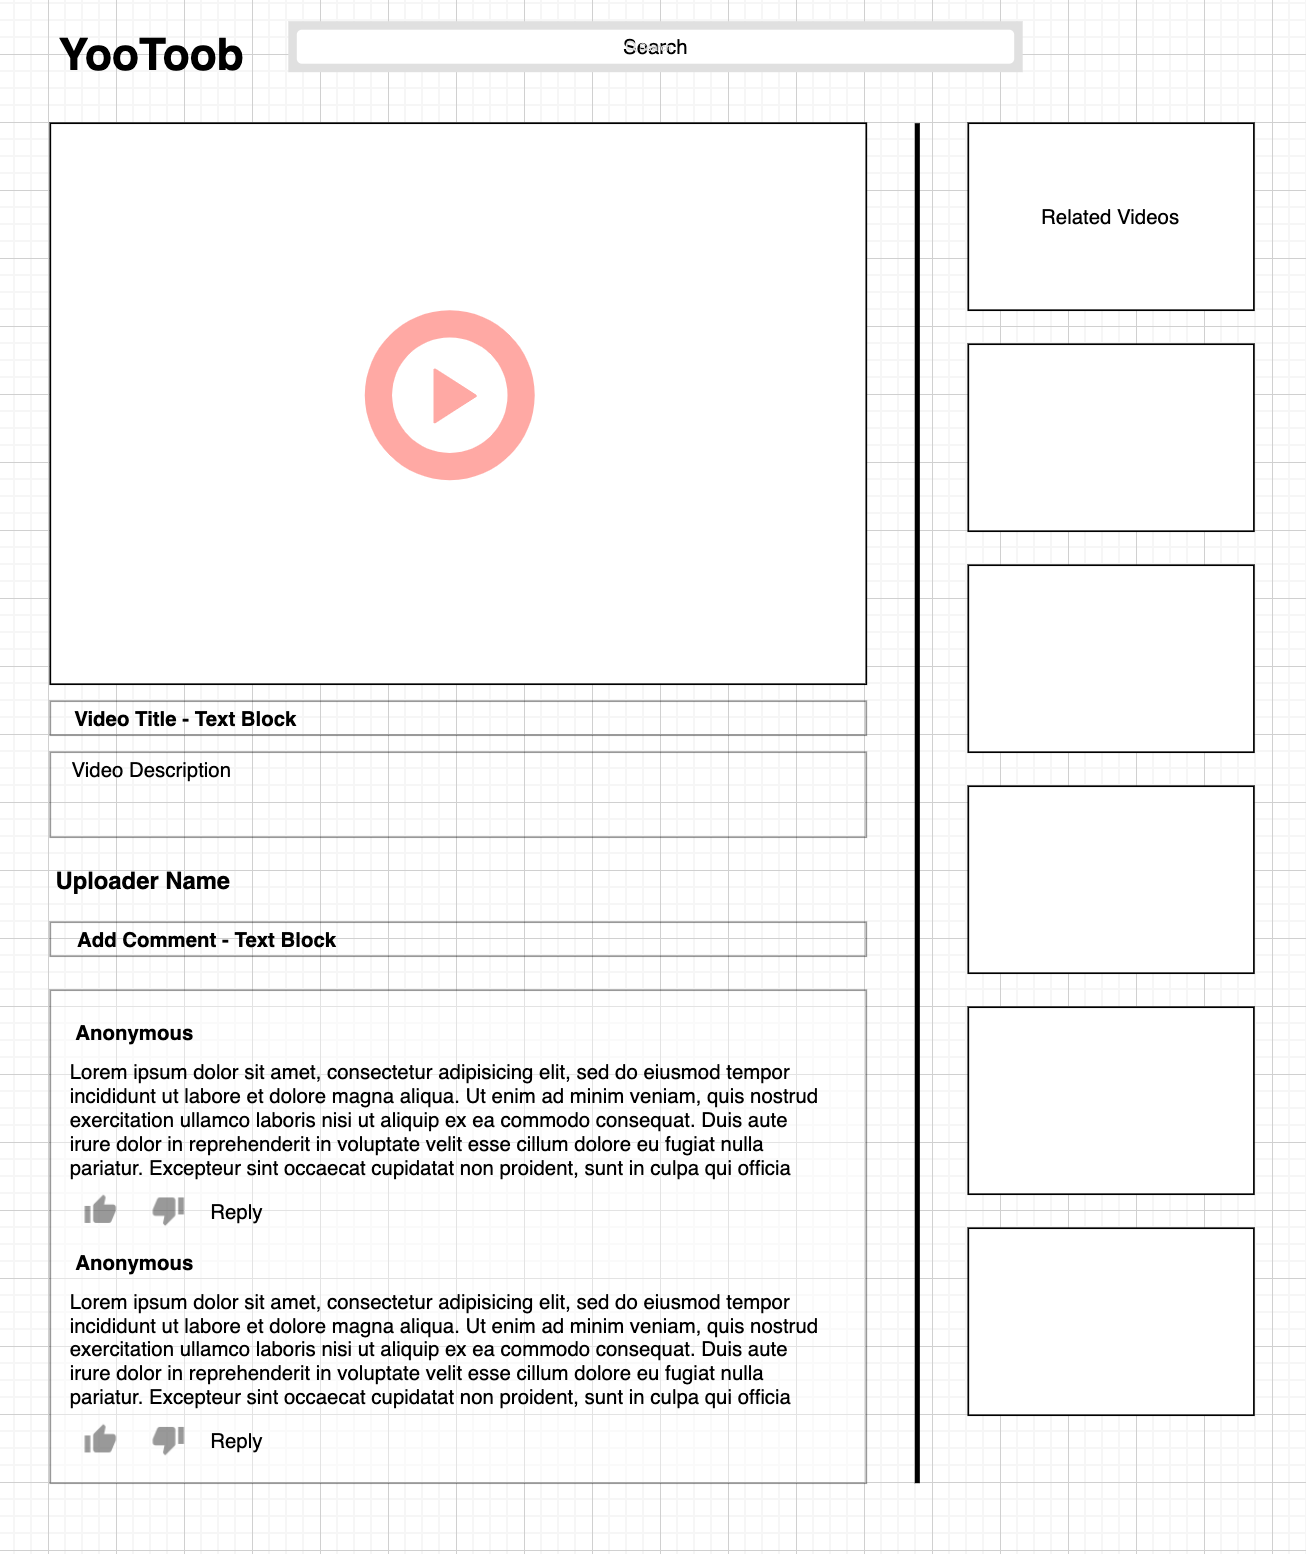 YooToob
Search
Related Videos
Video Title - Text Block
Video Description
Uploader Name
Add Comment - Text Block
Anonymous
Lorem ipsum dolor sit amet, consectetur adipisicing elit, sed do eiusmod tempor
incididunt ut labore et dolore magna aliqua. Ut enim ad minim veniam, quis nostrud
exercitation ullamco laboris nisi ut aliquip ex ea commodo consequat. Duis aute
irure dolor in reprehenderit in voluptate velit esse cillum dolore eu fugiat nulla
pariatur. Excepteur sint occaecat cupidatat non proident, sunt in culpa qui officia
Reply
Anonymous
Lorem ipsum dolor sit amet, consectetur adipisicing elit, sed do eiusmod tempor
incididunt ut labore et dolore magna aliqua. Ut enim ad minim veniam, quis nostrud
exercitation ullamco laboris nisi ut aliquip ex ea commodo consequat. Duis aute
irure dolor in reprehenderit in voluptate velit esse cillum dolore eu fugiat nulla
pariatur. Excepteur sint occaecat cupidatat non proident, sunt in culpa qui officia
Reply